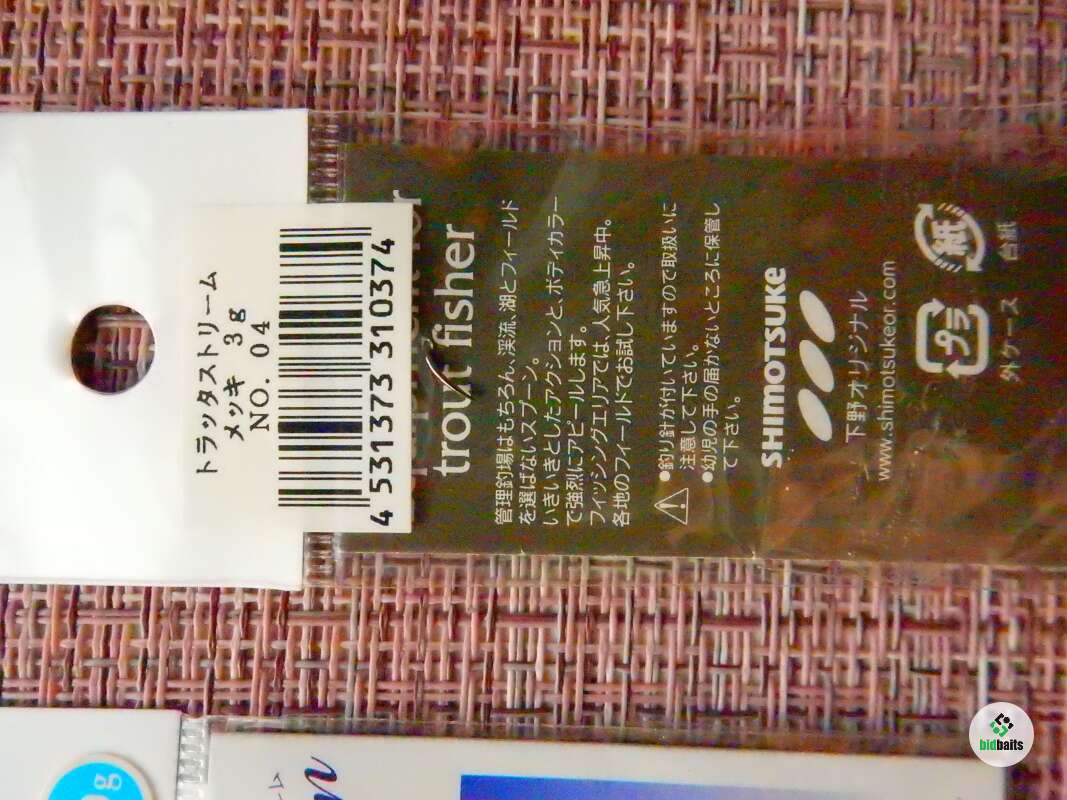 トラッタストリーム
メッキ 3g
NO. 04
4 531373 310374
trout fisher
管理釣場はもちろん、渓流、湖とフィールド
を選ばないスプーン。
いきいきとしたアクションと、ボディカラー
で強烈にアピールします。
フィッシングエリアでは、人気急上昇中。
各地のフィールドでお試し下さい。
●釣り針が付いていますので取扱いに
注意して下さい。
●幼児の手の届かないところに保管し
て下さい。
SHIMOTSUKE
下野オリジナル
www.shimotsukeor.com
プラ
外ケース
紙
台紙
g
bidbaits